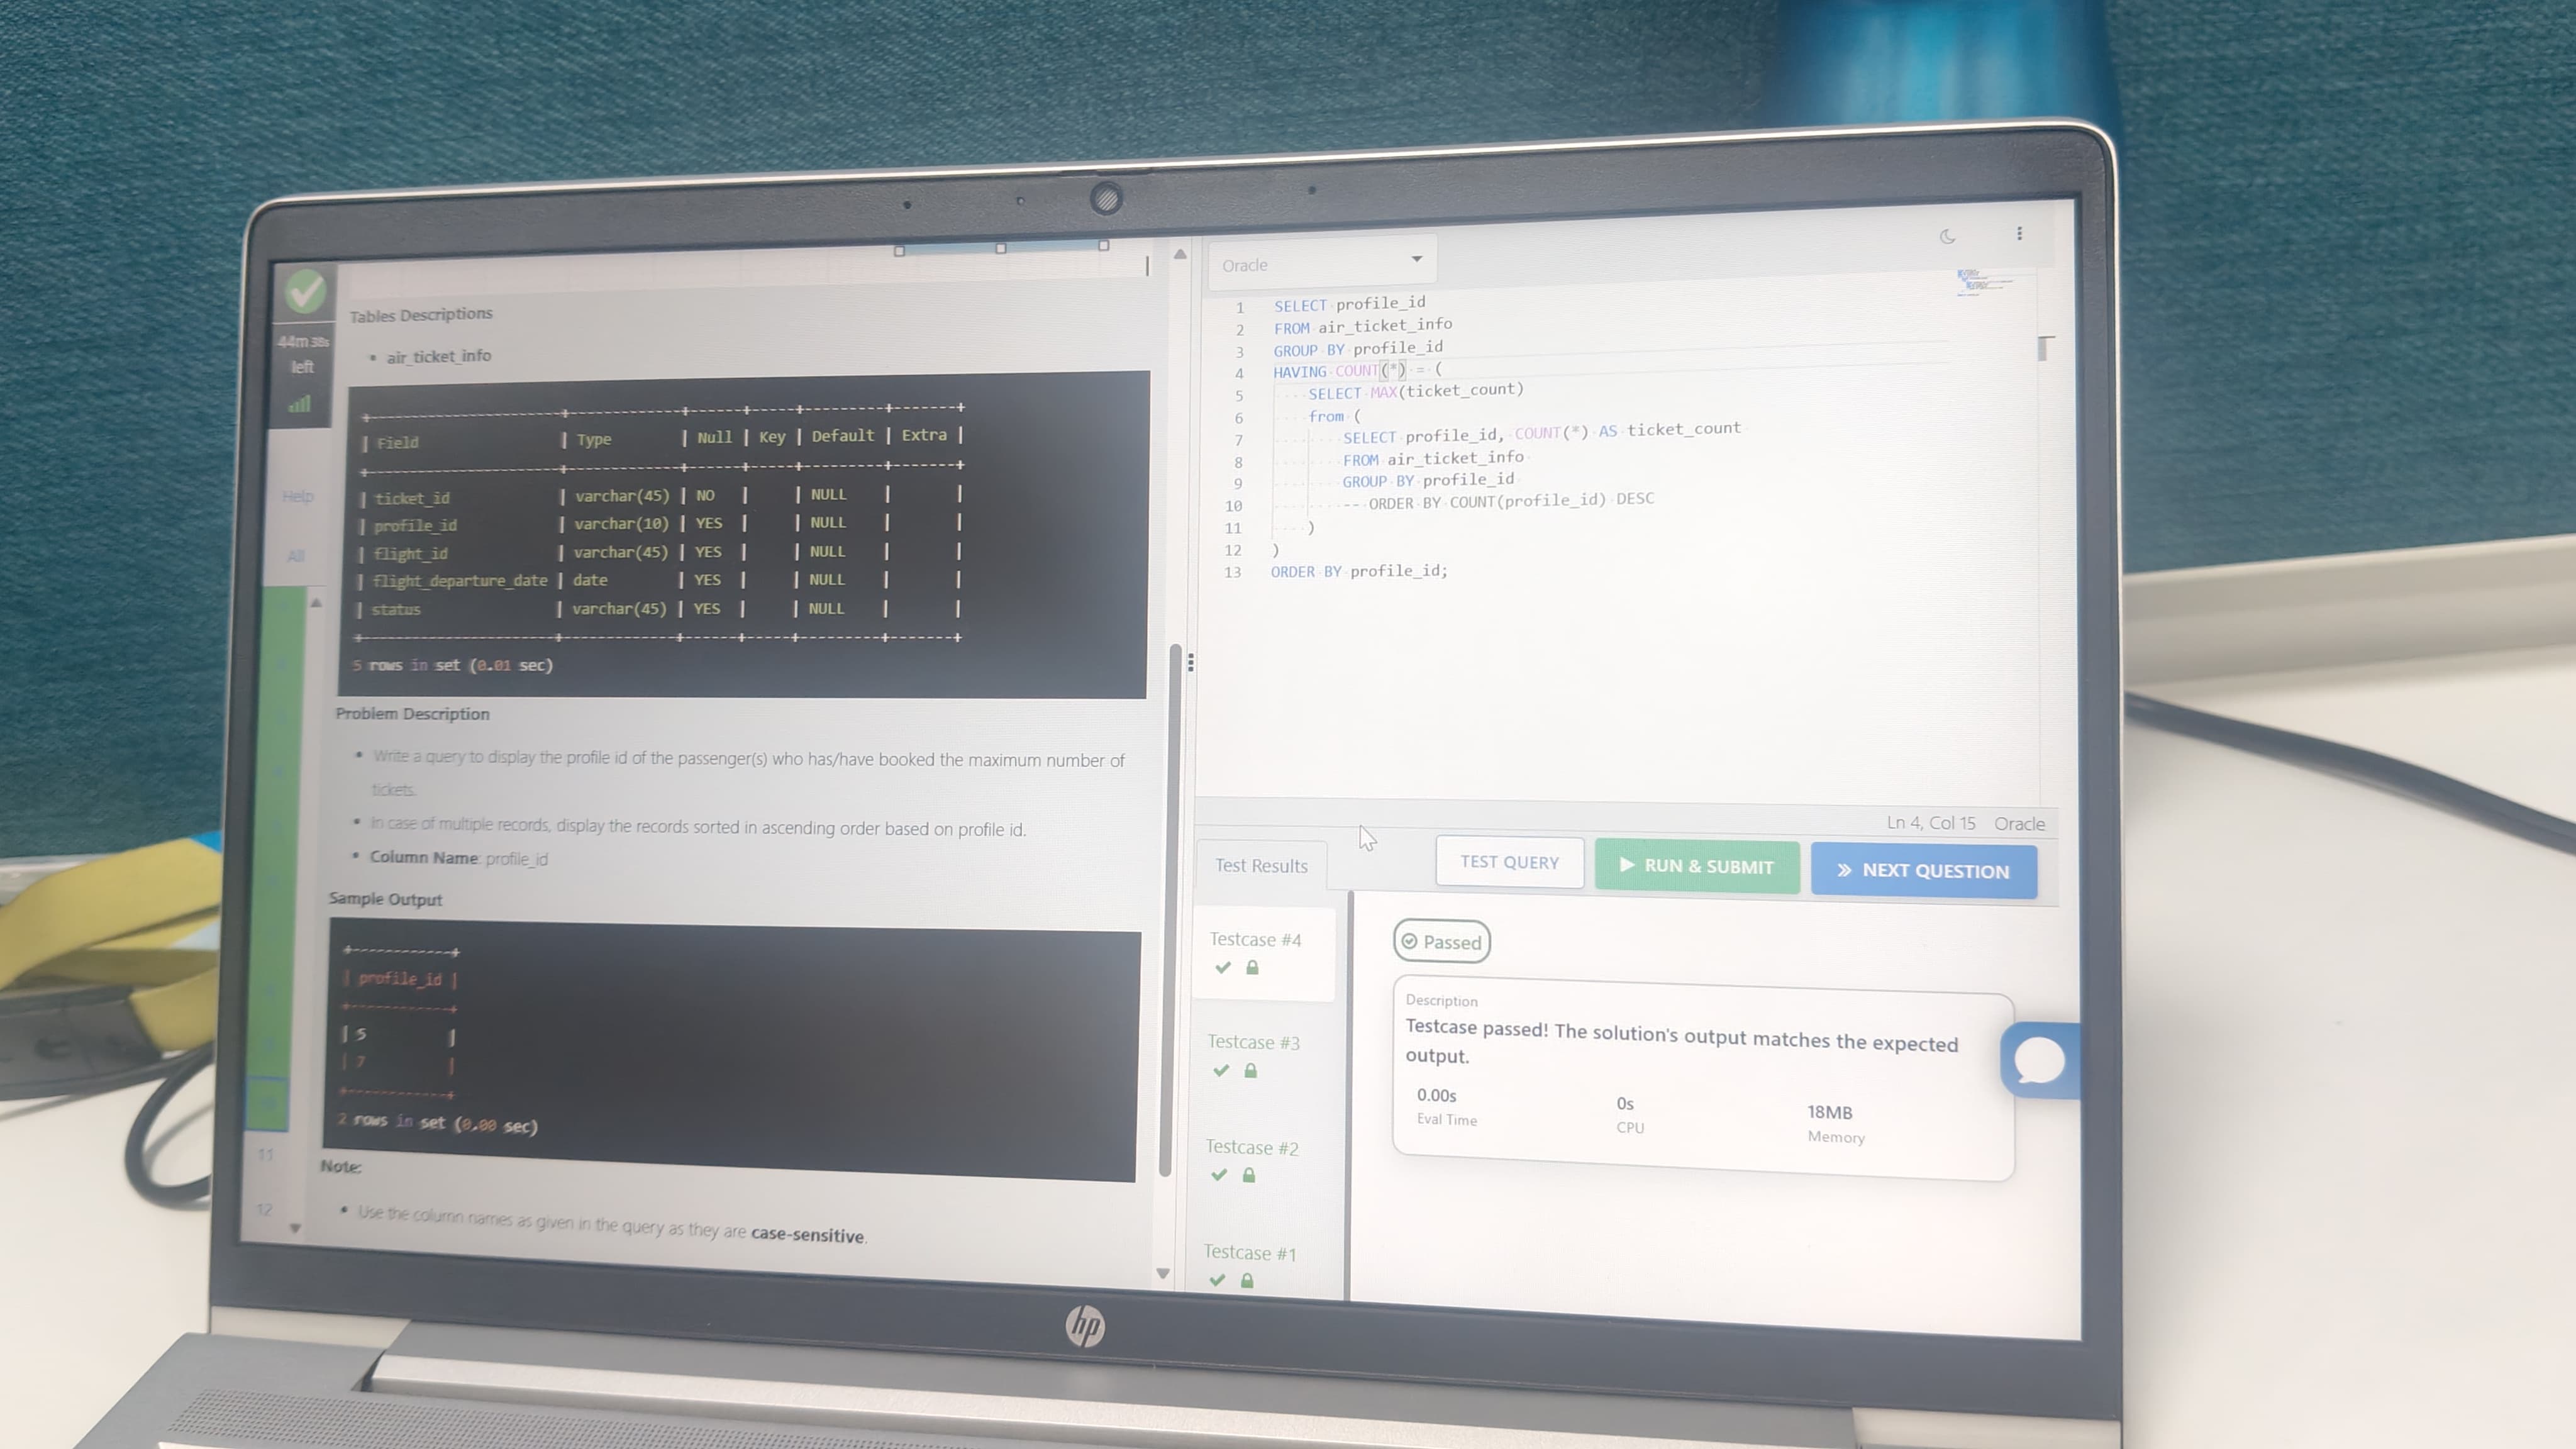 44m 38s
left
Help
All
11
12
Tables Descriptions
• air_ticket_info
+----------------------+-------------+------+-----+---------+-------+
| Field | Type | Null | Key | Default | Extra |
+----------------------+-------------+------+-----+---------+-------+
| ticket_id | varchar(45) | NO | | NULL | |
| profile_id | varchar(10) | YES | | NULL | |
| flight_id | varchar(45) | YES | | NULL | |
| flight_departure_date | date | YES | | NULL | |
| status | varchar(45) | YES | | NULL | |
+----------------------+-------------+------+-----+---------+-------+
5 rows in set (0.01 sec)
Problem Description
• Write a query to display the profile id of the passenger(s) who has/have booked the maximum number of
tickets.
• In case of multiple records, display the records sorted in ascending order based on profile id.
• Column Name: profile_id
Sample Output
+------------+
| profile_id |
+------------+
| 5 |
| 7 |
+------------+
2 rows in set (0.00 sec)
Note:
• Use the column names as given in the query as they are case-sensitive.
Oracle
1 SELECT profile_id
2 FROM air_ticket_info
3 GROUP BY profile_id
4 HAVING COUNT(*) = (
5 SELECT MAX(ticket_count)
6 from (
7 SELECT profile_id, COUNT(*) AS ticket_count
8 FROM air_ticket_info
9 GROUP BY profile_id
10 -- ORDER BY COUNT(profile_id) DESC
11 )
12 )
13 ORDER BY profile_id;
Ln 4, Col 15 Oracle
Test Results
TEST QUERY
RUN & SUBMIT
NEXT QUESTION
Testcase #4
Testcase #3
Testcase #2
Testcase #1
Passed
Description
Testcase passed! The solution's output matches the expected
output.
0.00s
Eval Time
0s
CPU
18MB
Memory
hp